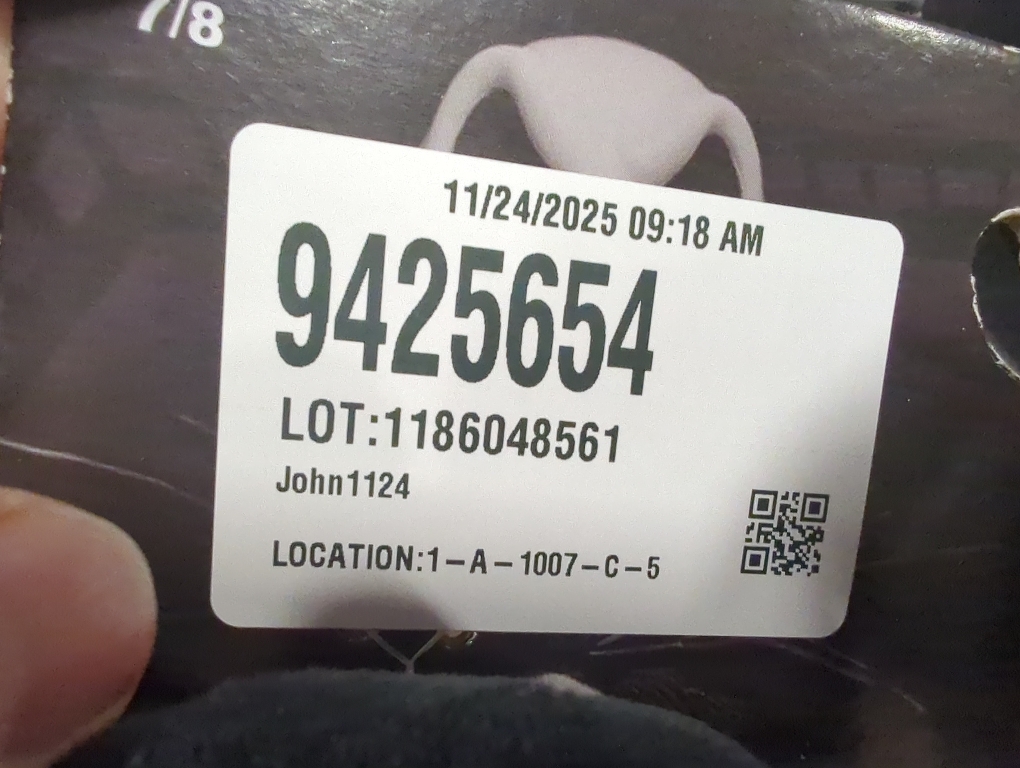 7/8
11/24/2025 09:18 AM
9425654
LOT:1186048561
John1124
LOCATION:1-A-1007-C-5